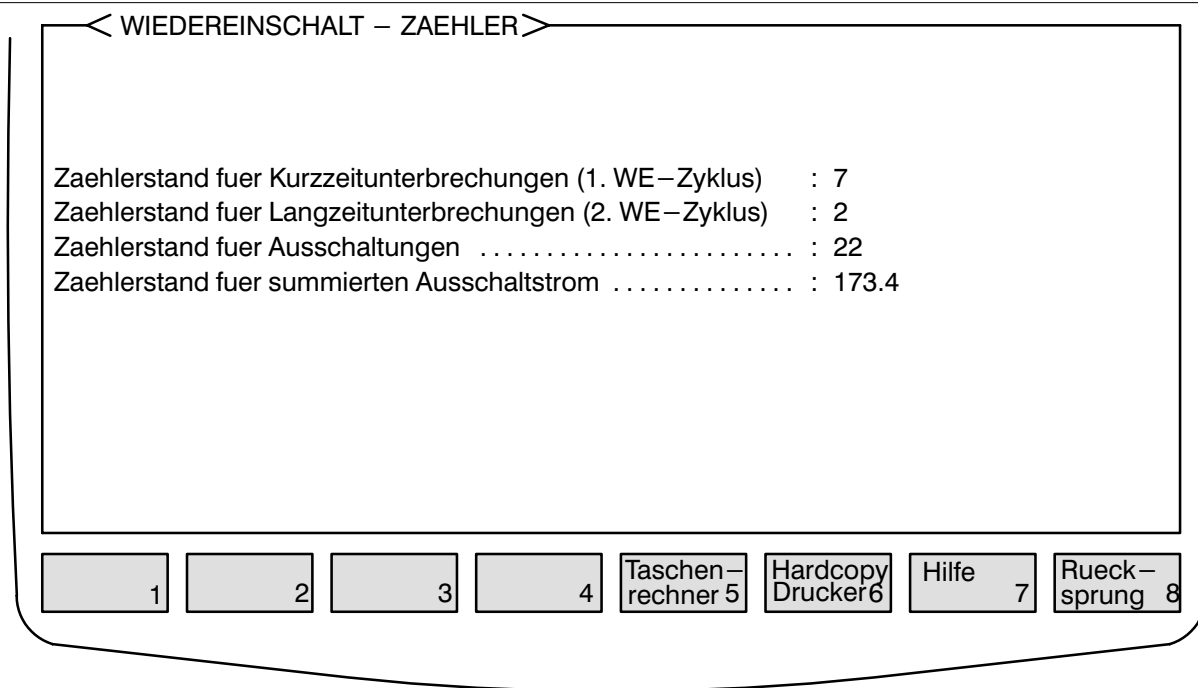 WIEDEREINSCHALT – ZAEHLER
Zaehlerstand fuer Kurzzeitunterbrechungen (1. WE–Zyklus) : 7
Zaehlerstand fuer Langzeitunterbrechungen (2. WE–Zyklus) : 2
Zaehlerstand fuer Ausschaltungen ........................ : 22
Zaehlerstand fuer summierten Ausschaltstrom .............. : 173.4
1
2
3
4
Taschen–
rechner 5
Hardcopy
Drucker6
Hilfe
7
Rueck–
sprung 8